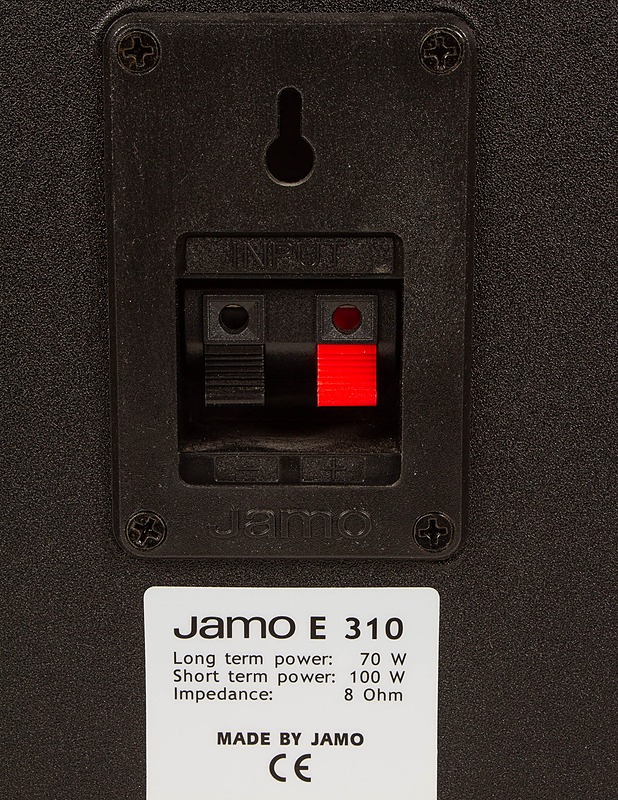 INPUT
- +
Jamo
Jamo E 310
Long term power: 70 W
Short term power: 100 W
Impedance: 8 Ohm
MADE BY JAMO
CE